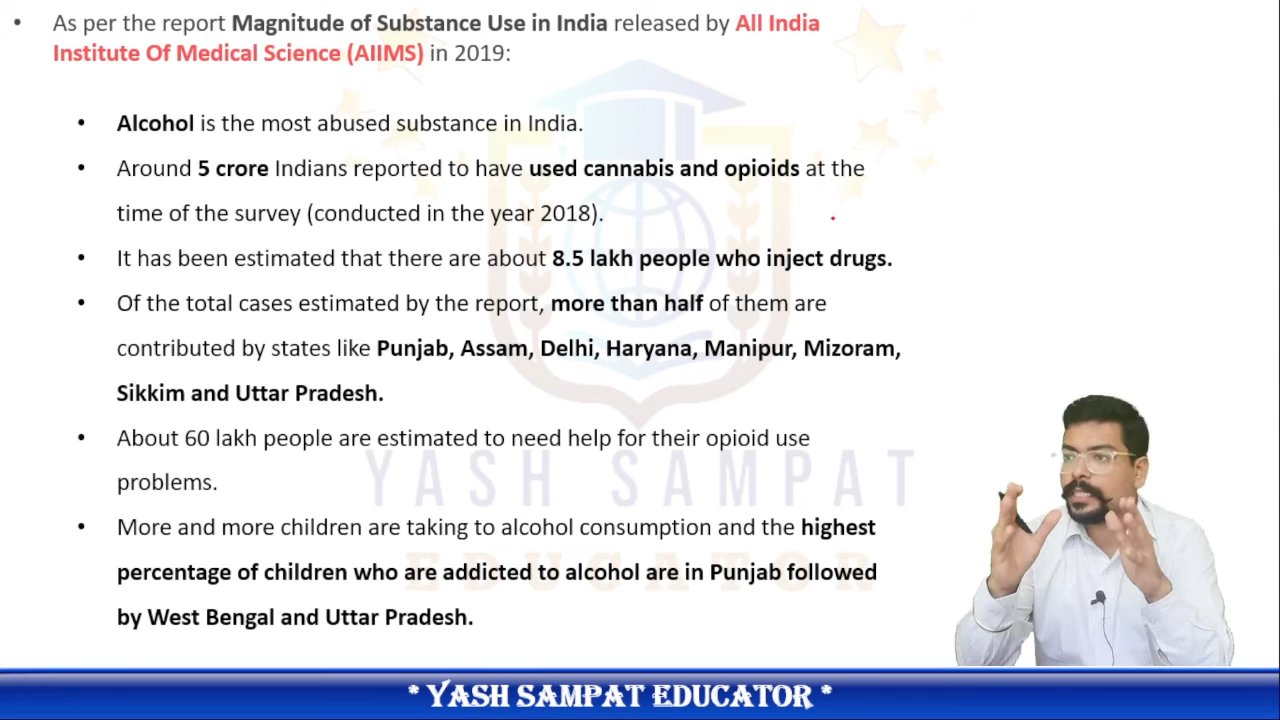 • As per the report Magnitude of Substance Use in India released by All India
Institute Of Medical Science (AIIMS) in 2019:
• Alcohol is the most abused substance in India.
• Around 5 crore Indians reported to have used cannabis and opioids at the
time of the survey (conducted in the year 2018).
• It has been estimated that there are about 8.5 lakh people who inject drugs.
• Of the total cases estimated by the report, more than half of them are
contributed by states like Punjab, Assam, Delhi, Haryana, Manipur, Mizoram,
Sikkim and Uttar Pradesh.
• About 60 lakh people are estimated to need help for their opioid use
problems.
• More and more children are taking to alcohol consumption and the highest
percentage of children who are addicted to alcohol are in Punjab followed
by West Bengal and Uttar Pradesh.
YASH SAMPAT
EDUCATOR
* YASH SAMPAT EDUCATOR *